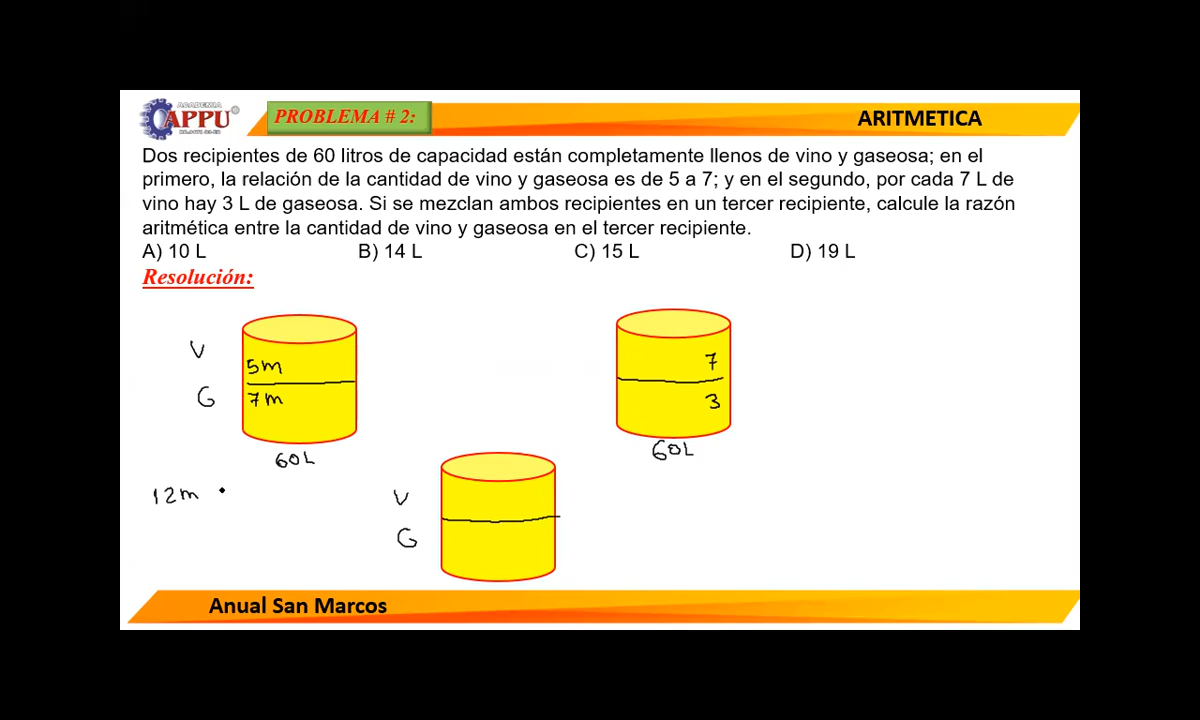 ACADEMIA
APPU
PROBLEMA # 2:
ARITMETICA
Dos recipientes de 60 litros de capacidad están completamente llenos de vino y gaseosa; en el
primero, la relación de la cantidad de vino y gaseosa es de 5 a 7; y en el segundo, por cada 7 L de
vino hay 3 L de gaseosa. Si se mezclan ambos recipientes en un tercer recipiente, calcule la razón
aritmética entre la cantidad de vino y gaseosa en el tercer recipiente.
A) 10 L B) 14 L C) 15 L D) 19 L
Resolución:
V 5m
G 7m
60L
7
3
60L
12m
V
G
Anual San Marcos